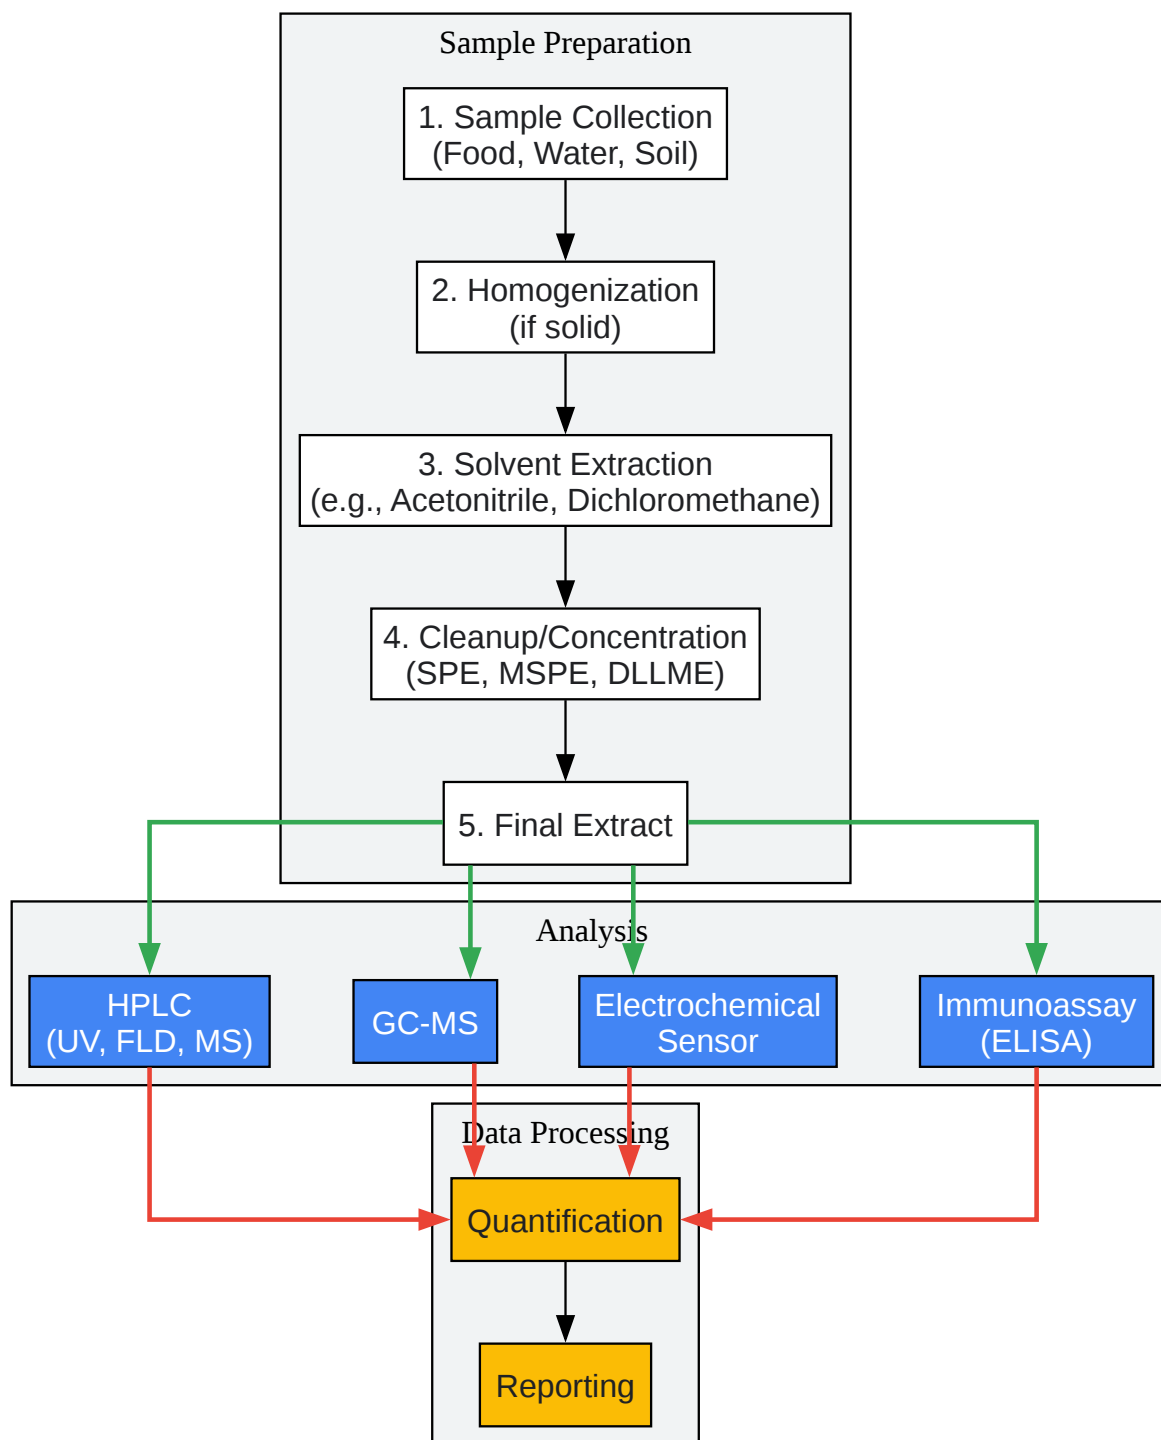 Sample Preparation
1. Sample Collection
(Food, Water, Soil)
2. Homogenization
(if solid)
3. Solvent Extraction
(e.g., Acetonitrile, Dichloromethane)
4. Cleanup/Concentration
(SPE, MSPE, DLLME)
5. Final Extract
Analysis
HPLC
(UV, FLD, MS)
GC-MS
Electrochemical
Sensor
Immunoassay
(ELISA)
Data Processing
Quantification
Reporting